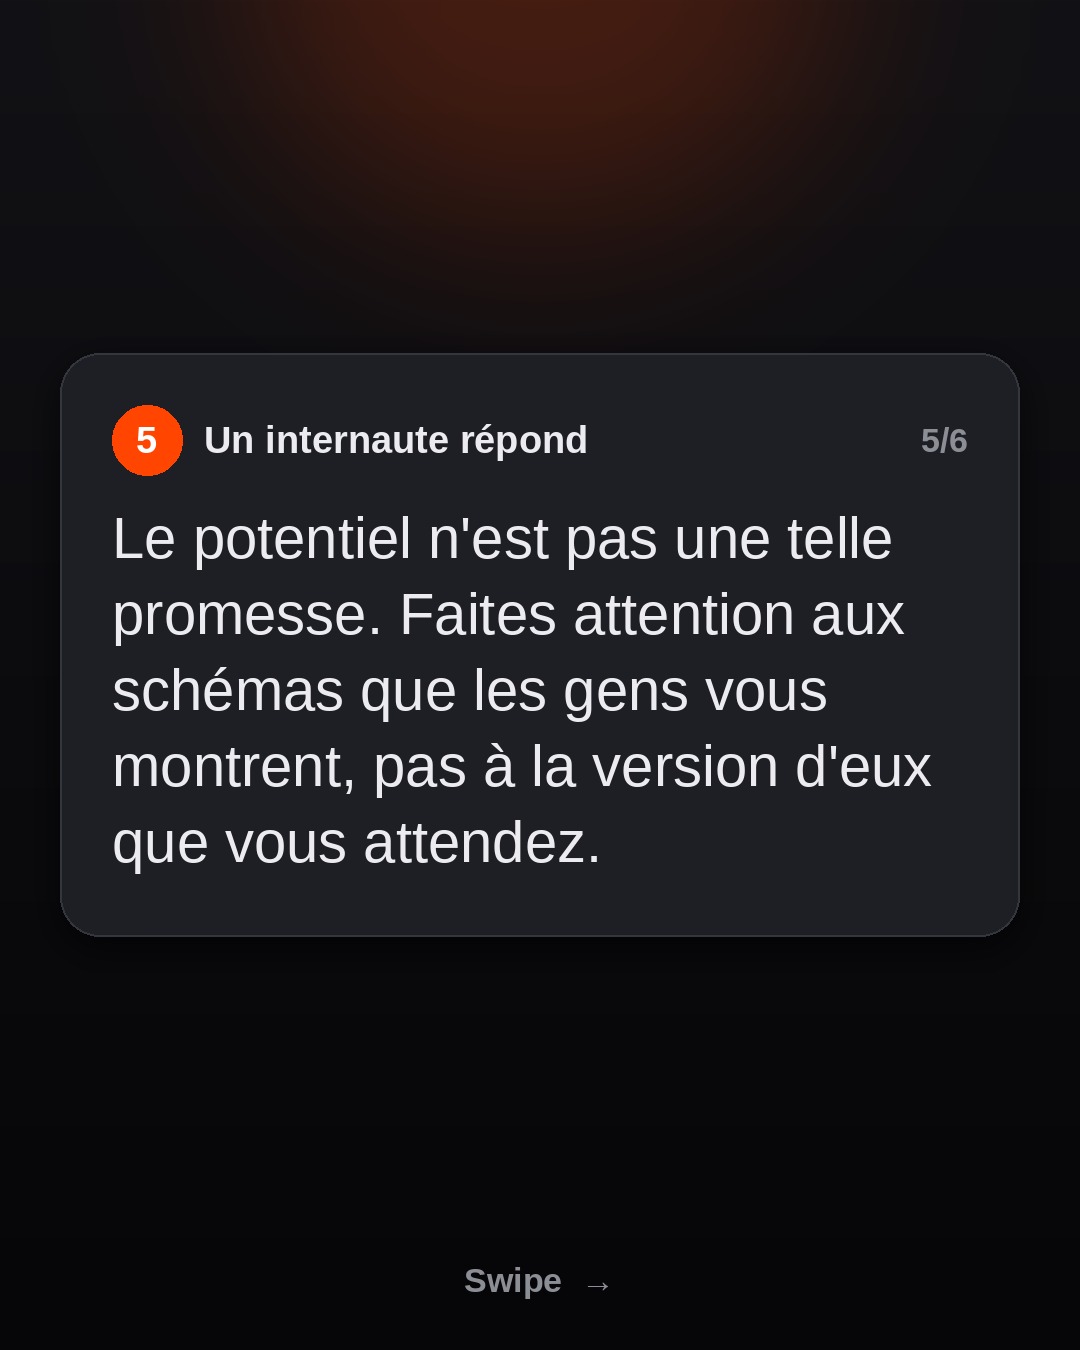 5 Un internaute répond 5/6
Le potentiel n'est pas une telle
promesse. Faites attention aux
schémas que les gens vous
montrent, pas à la version d'eux
que vous attendez.
Swipe →